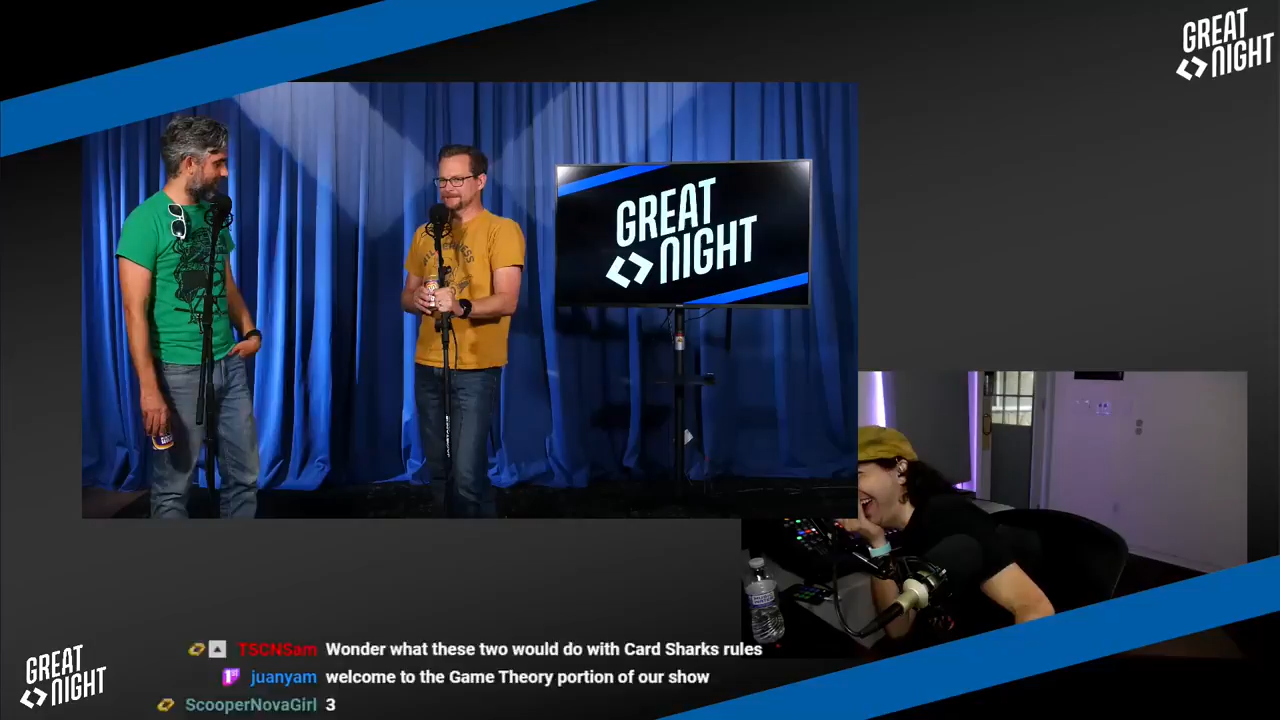 GREAT
NIGHT
GREAT
NIGHT
TSCNSam Wonder what these two would do with Card Sharks rules
juanyam welcome to the Game Theory portion of our show
ScooperNovaGirl 3
GREAT
NIGHT